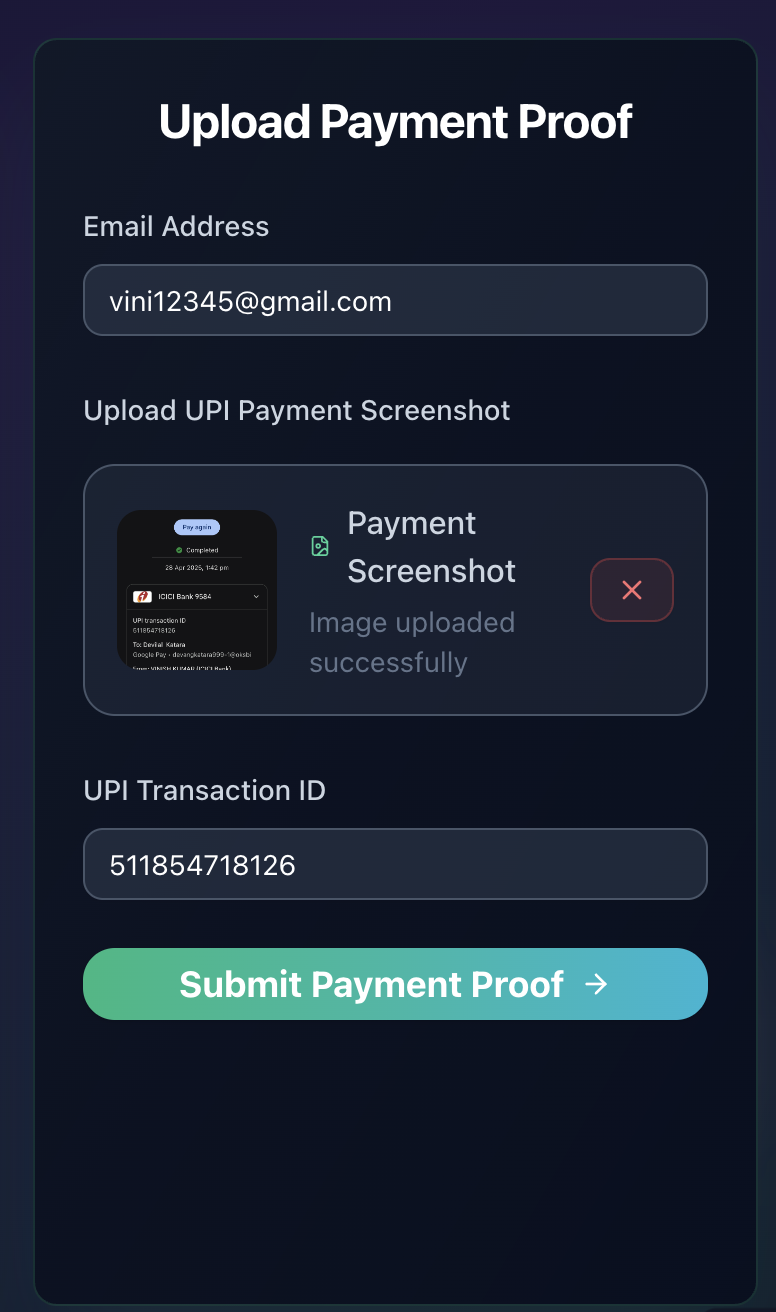 Upload Payment Proof
Email Address
vini12345@gmail.com
Upload UPI Payment Screenshot
Pay again
Completed
28 Apr 2025, 1:42 pm
ICICI Bank 9584
UPI transaction ID
511854718126
To: Devilal Katara
Google Pay • devangkatara999-1@oksbi
From: VINISH KUMAR (ICICI Bank)
Payment
Screenshot
Image uploaded
successfully
UPI Transaction ID
511854718126
Submit Payment Proof →